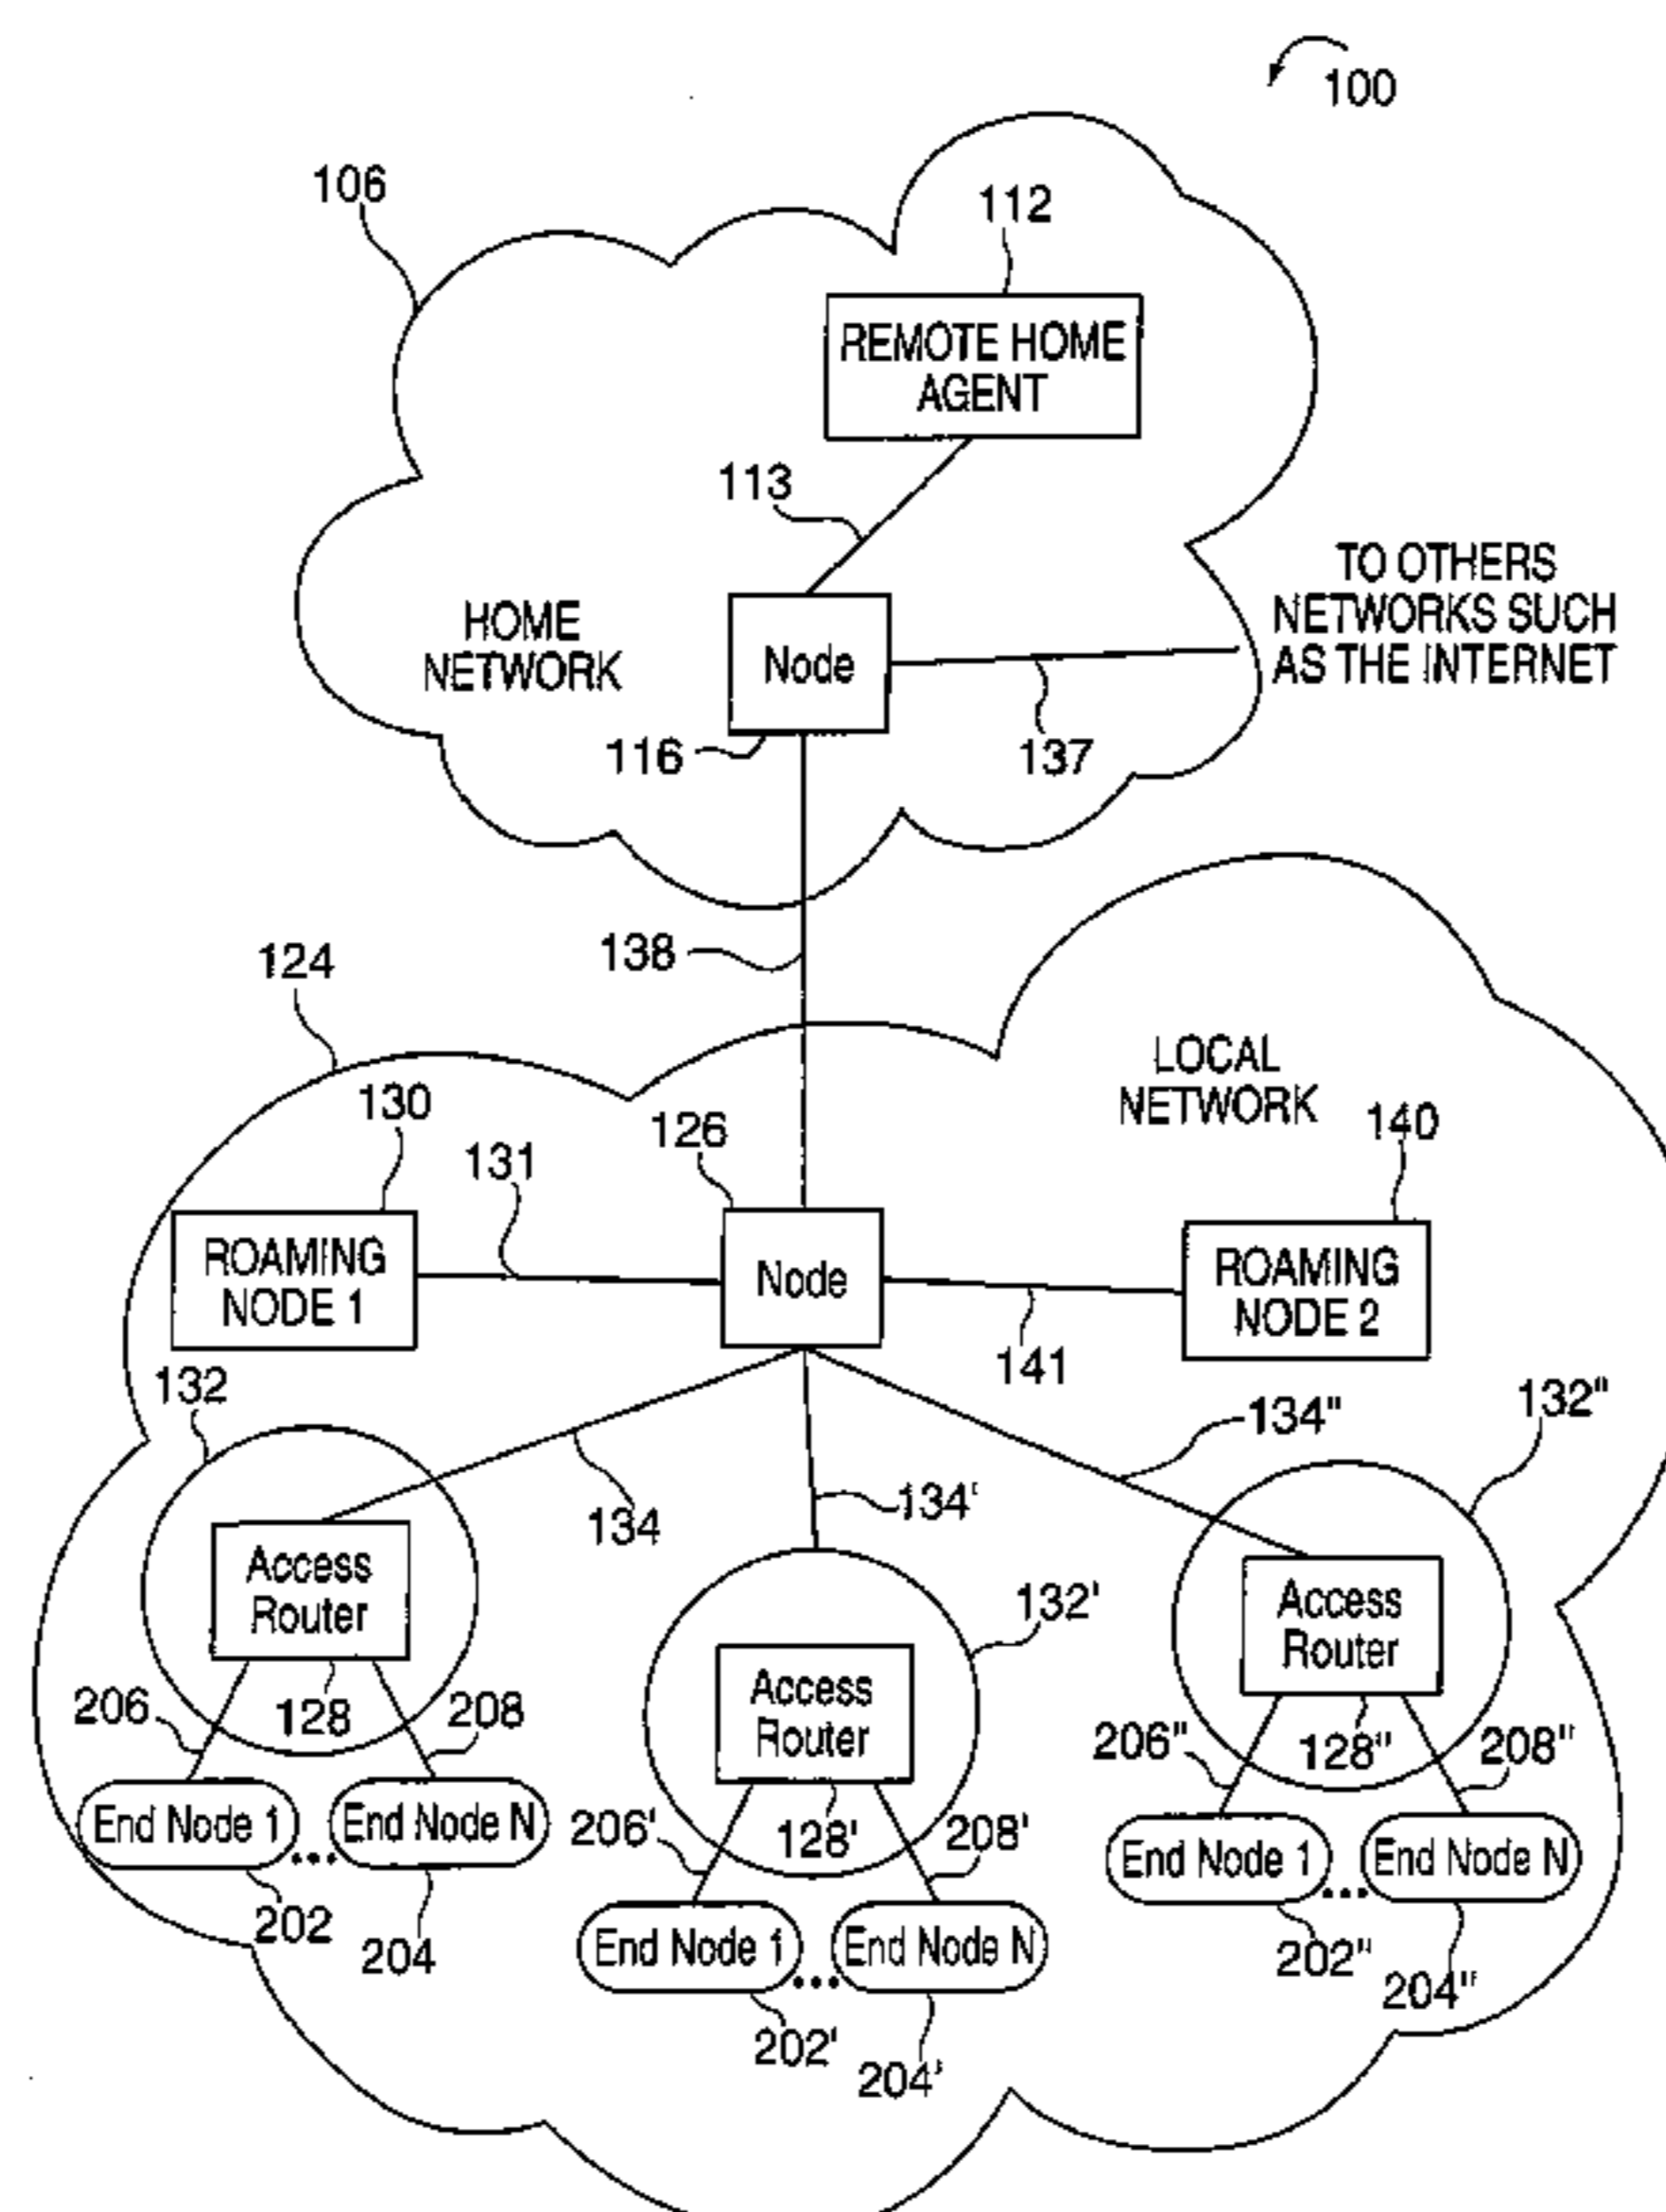 100
106
112
REMOTE HOME
AGENT
113
TO OTHERS
NETWORKS SUCH
AS THE INTERNET
HOME
NETWORK
Node
116
137
138
124
LOCAL
NETWORK
130
131
126
140
ROAMING
NODE 1
Node
ROAMING
NODE 2
141
132
134"
132"
134
134'
Access
Router
132'
Access
Router
Access
Router
206
128
208
206"
128"
208"
206'
128'
208'
End Node 1
...
End Node N
End Node 1
...
End Node N
202
204
End Node 1
...
End Node N
202"
204"
202'
204'